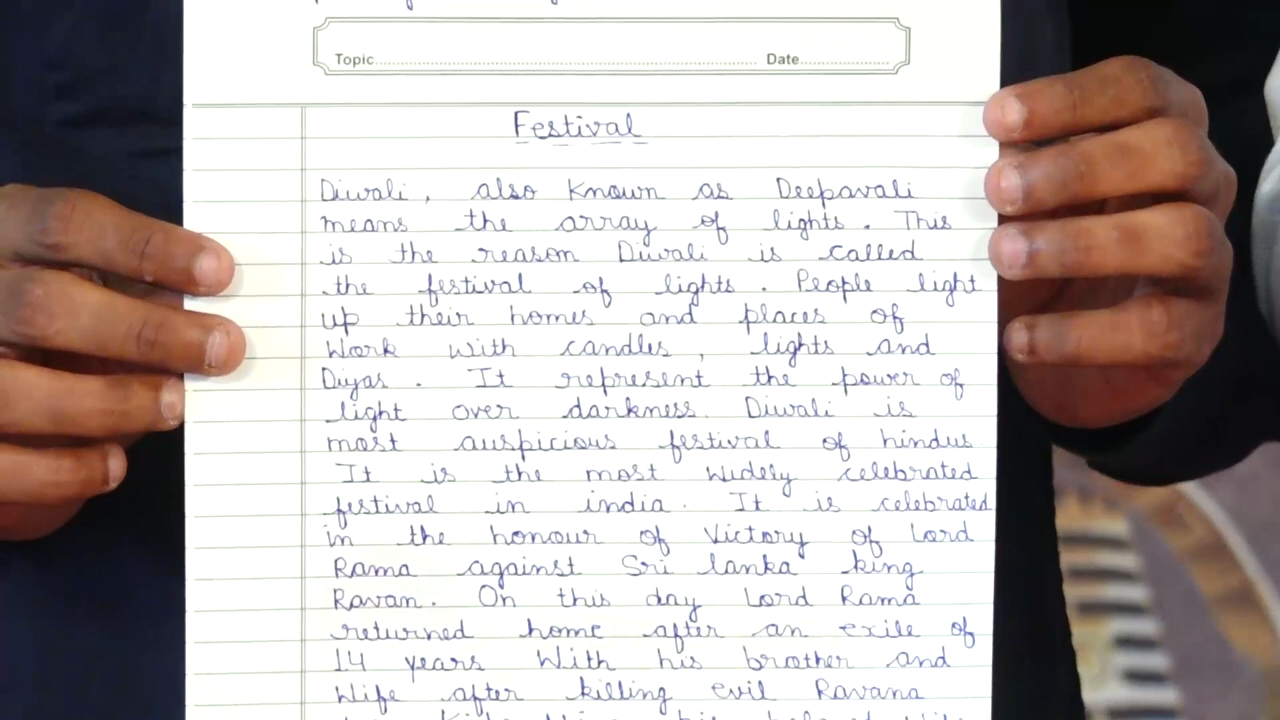 Topic Date
Festival
Diwali, also known as Deepavali
means the array of lights. This
is the reason Diwali is called
the festival of lights. People light
up their homes and places of
Work with candles, lights and
Diyas. It represent the power of
light over darkness. Diwali is
most auspicious festival of hindus
It is the most widely celebrated
festival in india. It is celebrated
in the honour of Victory of Lord
Rama against Sri lanka king
Ravan. On this day Lord Rama
returned home after an exile of
14 years With his brother and
Wife after killing evil Ravana